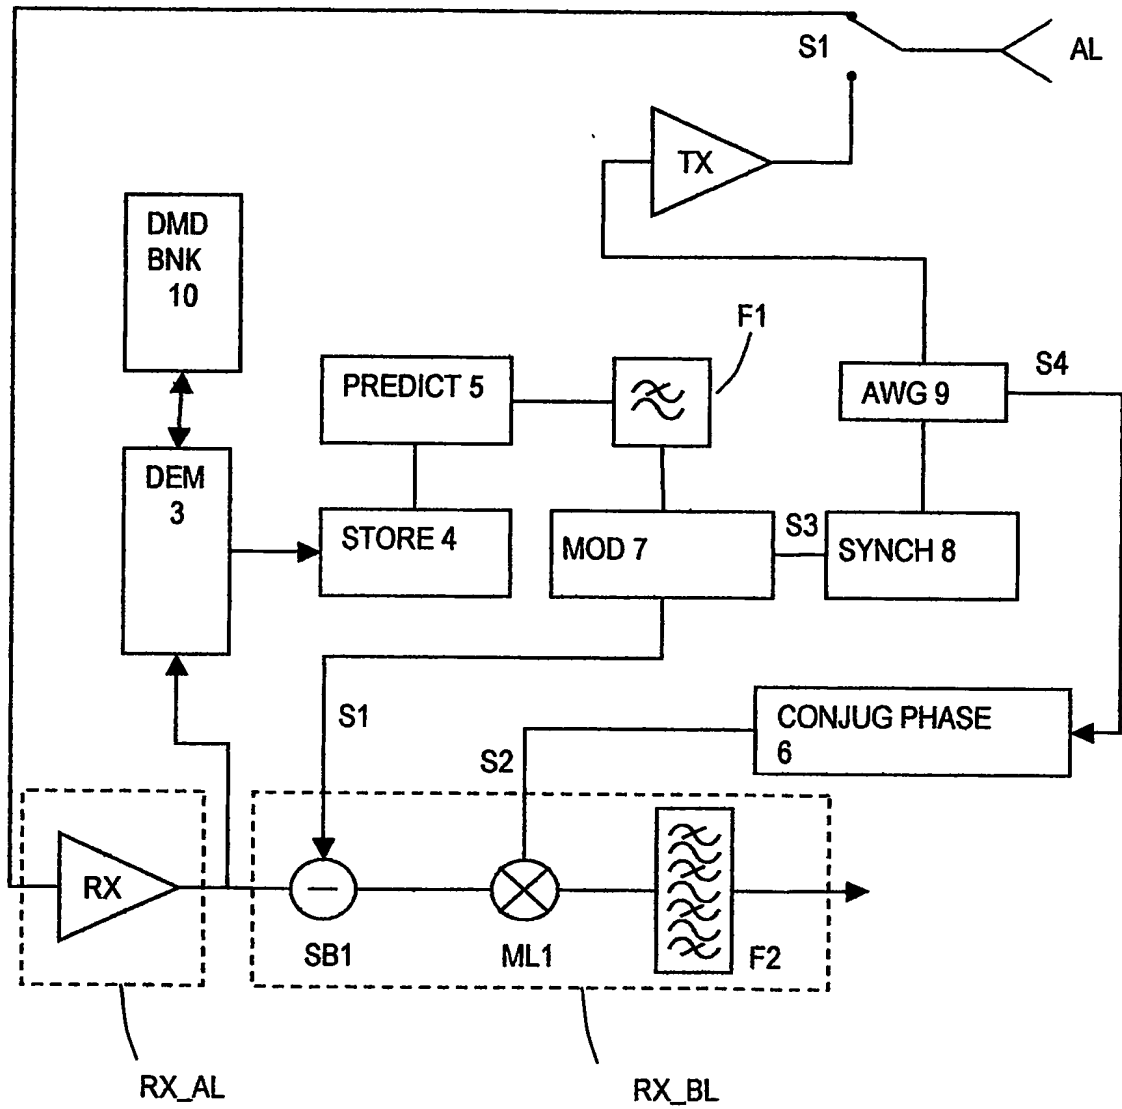 S1
AL
TX
DMD
BNK
10
F1
PREDICT 5
S4
AWG 9
DEM
3
STORE 4
MOD 7
S3
SYNCH 8
S1
S2
CONJUG PHASE
6
RX
SB1
ML1
F2
RX_AL
RX_BL